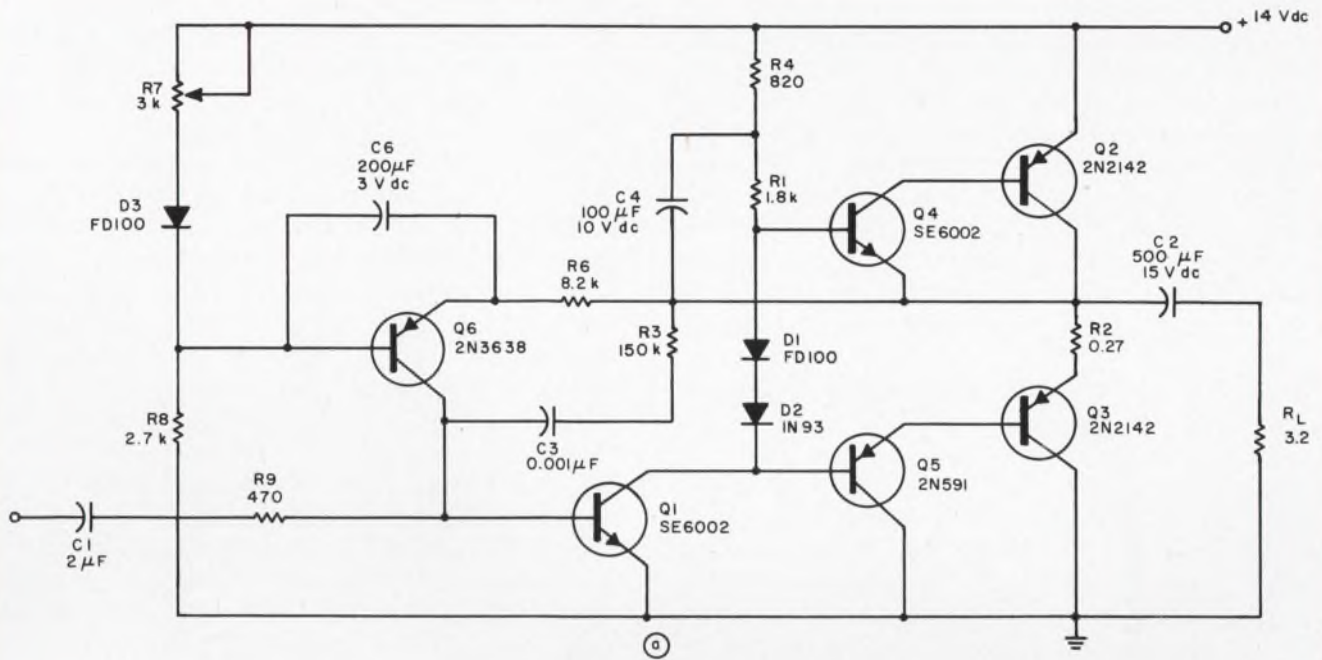 + 14 Vdc
R7
3 k
R4
820
C6
200μF
3 V dc
Q2
2N2142
D3
FD100
C4
100 μF
10 V dc
R1
1.8k
Q4
SE6002
C2
500 μF
15 V dc
R6
8.2 k
Q6
2N3638
R3
150 k
D1
FD100
R2
0.27
D2
1N93
Q3
2N2142
RL
3.2
R8
2.7 k
C3
0.001μF
Q5
2N591
R9
470
Q1
SE6002
C1
2 μF
a